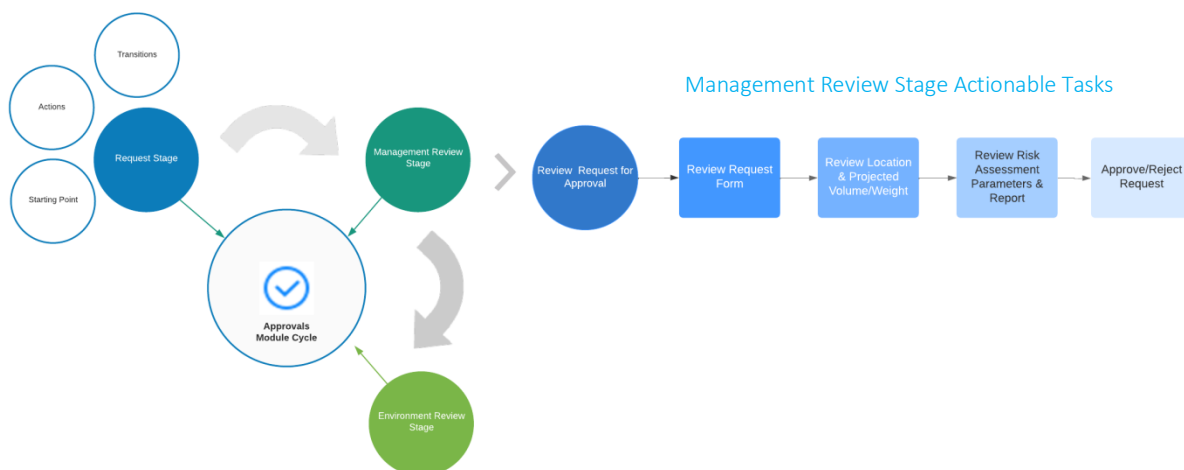 Transitions
Actions
Starting Point
Request Stage
Management Review
Stage
Approvals
Module Cycle
Environment Review
Stage
Management Review Stage Actionable Tasks
Review Request for
Approval
Review Request
Form
Review Location
& Projected
Volume/Weight
Review Risk
Assessment
Parameters &
Report
Approve/Reject
Request